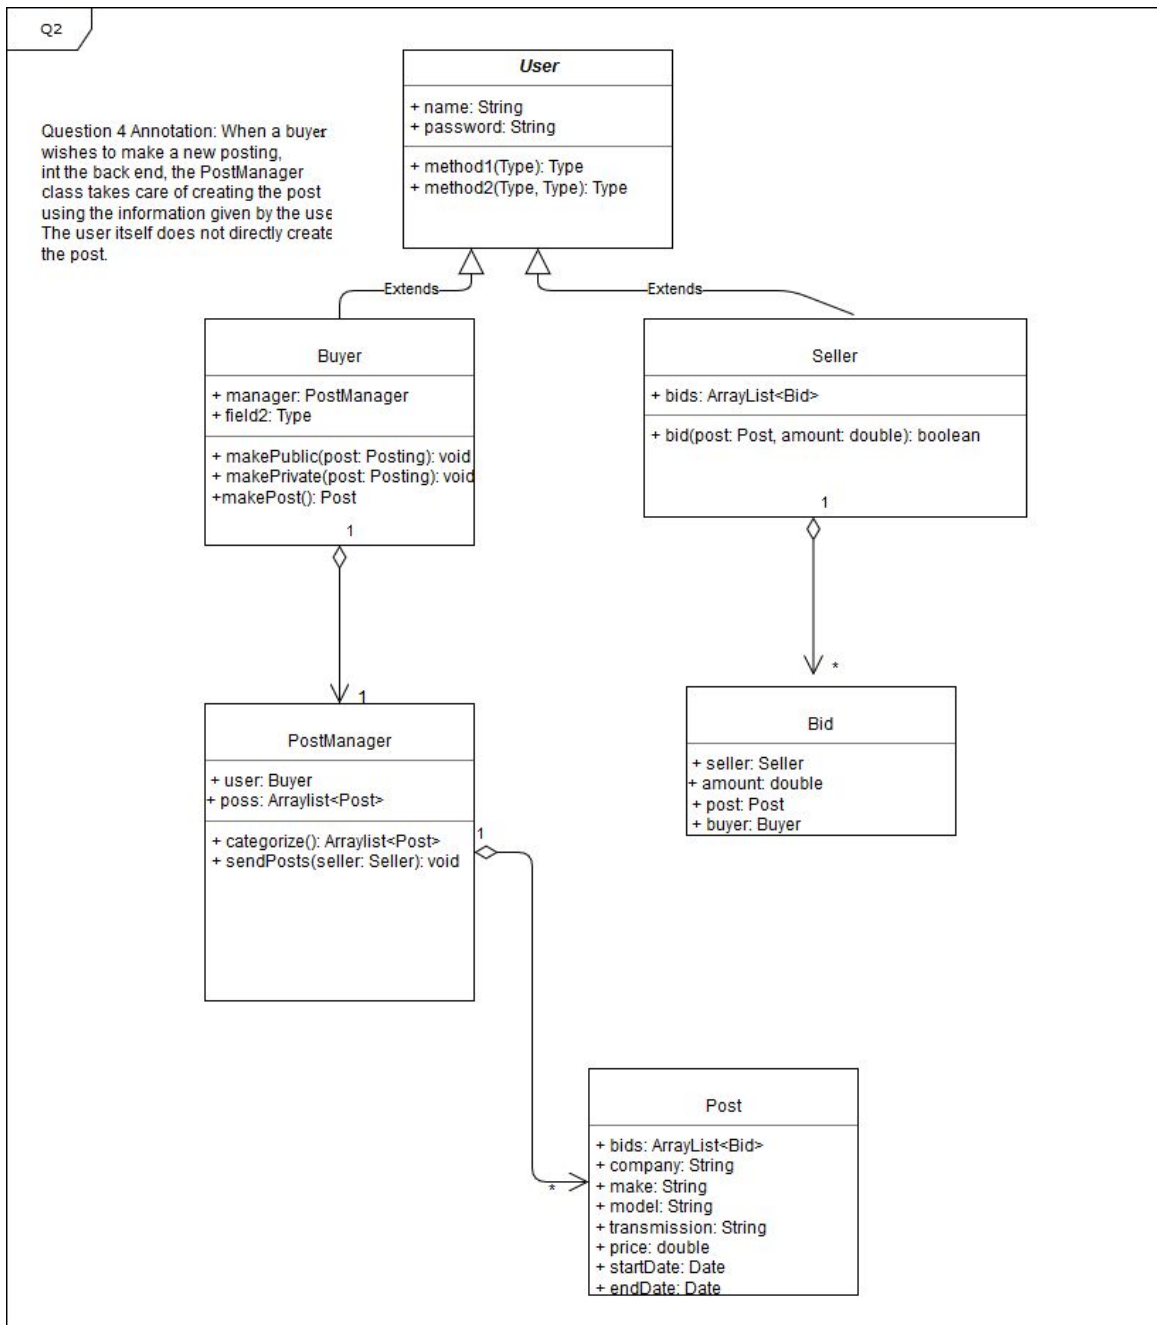 Q2
User
+ name: String
+ password: String
+ method1(Type): Type
+ method2(Type, Type): Type
Question 4 Annotation: When a buyer
wishes to make a new posting,
int the back end, the PostManager
class takes care of creating the post
using the information given by the use
The user itself does not directly create
the post.
Extends
Extends
Buyer
+ manager: PostManager
+ field2: Type
+ makePublic(post: Posting): void
+ makePrivate(post: Posting): void
+makePost(): Post
1
Seller
+ bids: ArrayList<Bid>
+ bid(post: Post, amount: double): boolean
1
1
*
PostManager
+ user: Buyer
+ poss: Arraylist<Post>
+ categorize(): Arraylist<Post>
+ sendPosts(seller: Seller): void
1
Bid
+ seller: Seller
+ amount: double
+ post: Post
+ buyer: Buyer
*
Post
+ bids: ArrayList<Bid>
+ company: String
+ make: String
+ model: String
+ transmission: String
+ price: double
+ startDate: Date
+ endDate: Date